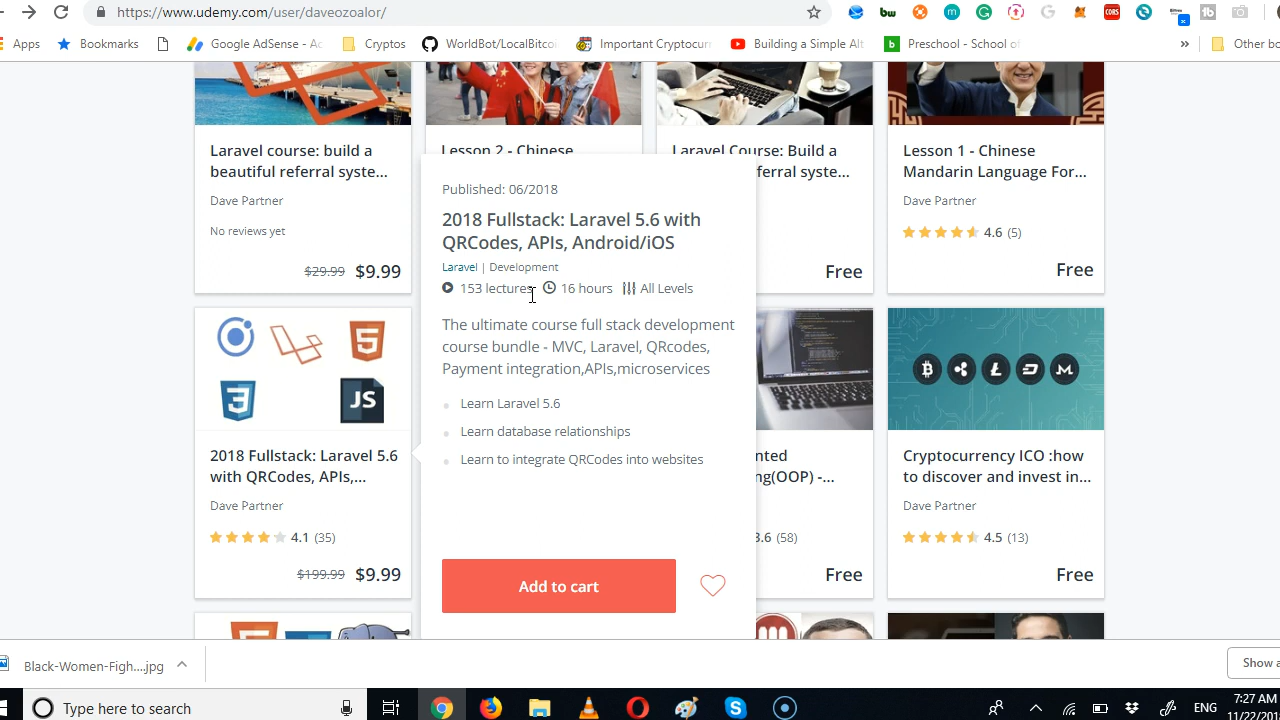 https://www.udemy.com/user/daveozoalor/
Apps
Bookmarks
Google AdSense - Ac
Cryptos
WorldBot/LocalBitco
Important Cryptocur
Building a Simple Alt
Preschool - School of
»
Other bo
Laravel course: build a
beautiful referral syste...
Dave Partner
No reviews yet
$29.99 $9.99
Lesson 2 - Chinese
Laravel Course: Build a
ferral syste...
Free
Lesson 1 - Chinese
Mandarin Language For...
Dave Partner
4.6 (5)
Free
Published: 06/2018
2018 Fullstack: Laravel 5.6 with
QRCodes, APIs, Android/iOS
Laravel | Development
153 lectures 16 hours All Levels
The ultimate course full stack development
course bundle - MVC, Laravel, QRcodes,
Payment integration,APIs,microservices
Learn Laravel 5.6
Learn database relationships
Learn to integrate QRCodes into websites
Add to cart
JS
2018 Fullstack: Laravel 5.6
with QRCodes, APIs,...
Dave Partner
4.1 (35)
$199.99 $9.99
nted
ng(OOP) -...
3.6 (58)
Free
Cryptocurrency ICO :how
to discover and invest in...
Dave Partner
4.5 (13)
Free
Black-Women-Figh....jpg
Show a
Type here to search
ENG
7:27 AM
11/22/201